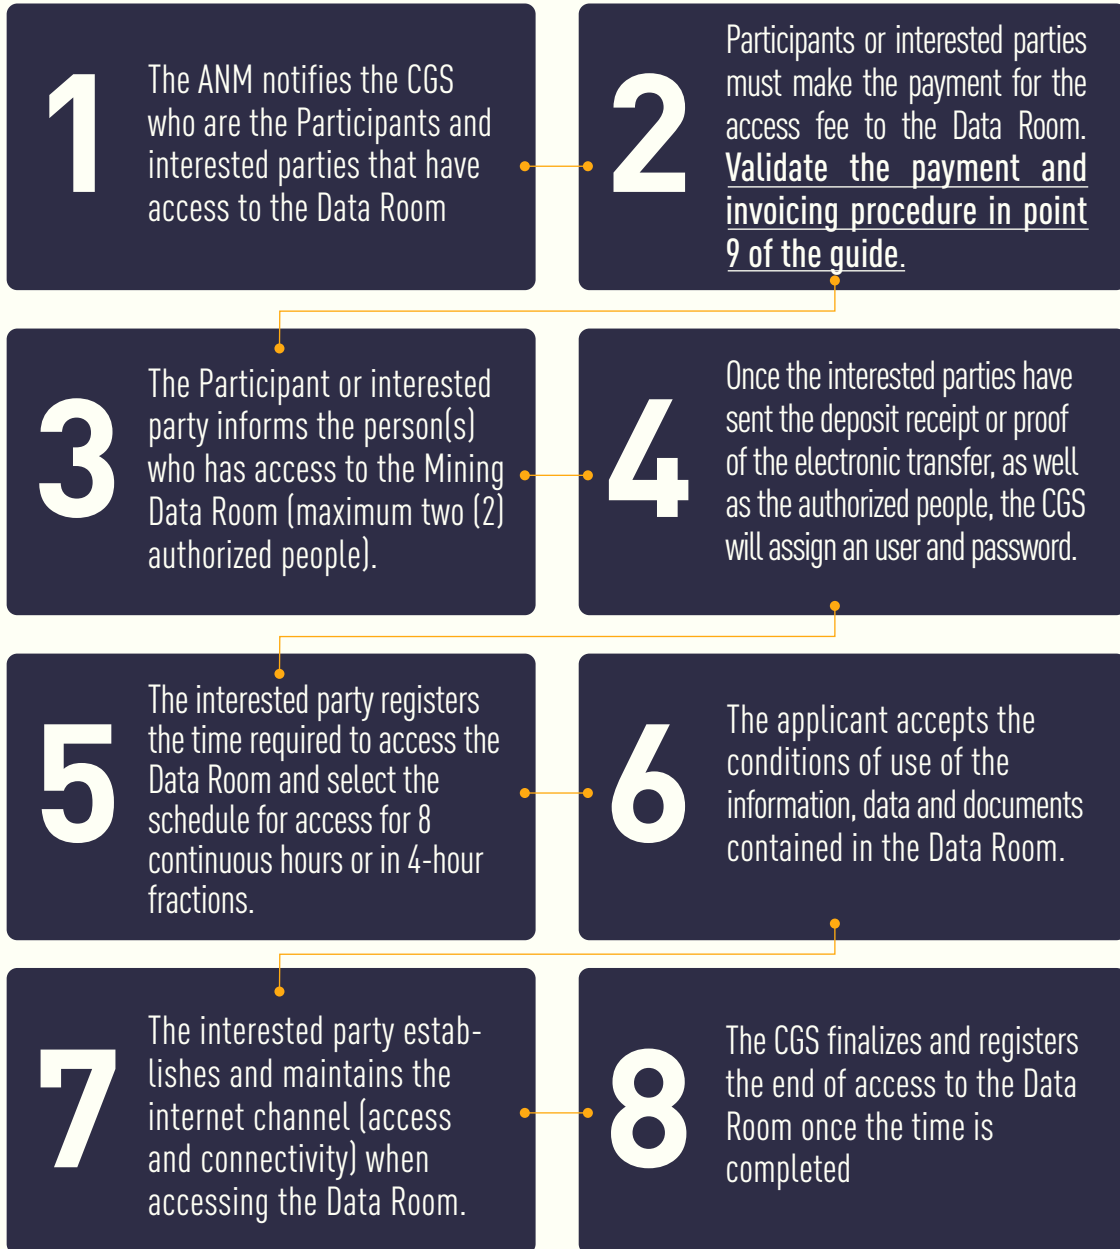 1
The ANM notifies the CGS
who are the Participants and
interested parties that have
access to the Data Room
2
Participants or interested parties
must make the payment for the
access fee to the Data Room.
Validate the payment and
invoicing procedure in point
9 of the guide.
3
The Participant or interested
party informs the person(s)
who has access to the Mining
Data Room (maximum two (2)
authorized people).
4
Once the interested parties have
sent the deposit receipt or proof
of the electronic transfer, as well
as the authorized people, the CGS
will assign an user and password.
5
The interested party registers
the time required to access the
Data Room and select the
schedule for access for 8
continuous hours or in 4-hour
fractions.
6
The applicant accepts the
conditions of use of the
information, data and documents
contained in the Data Room.
7
The interested party estab-
lishes and maintains the
internet channel (access
and connectivity) when
accessing the Data Room.
8
The CGS finalizes and registers
the end of access to the Data
Room once the time is
completed